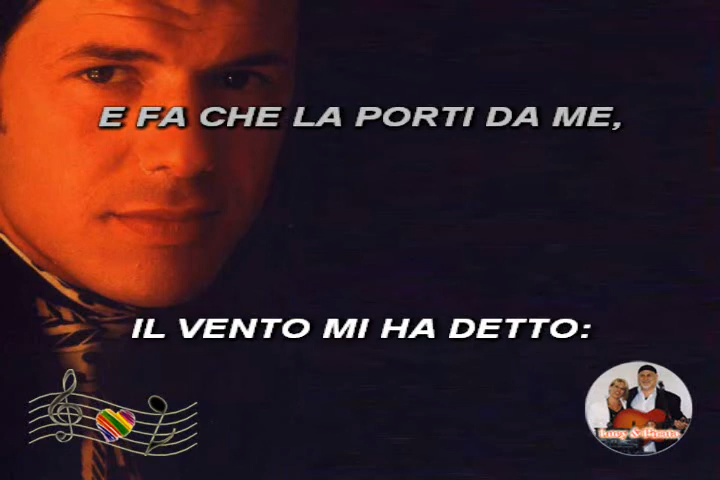 E FA CHE LA PORTI DA ME,
IL VENTO MI HA DETTO: